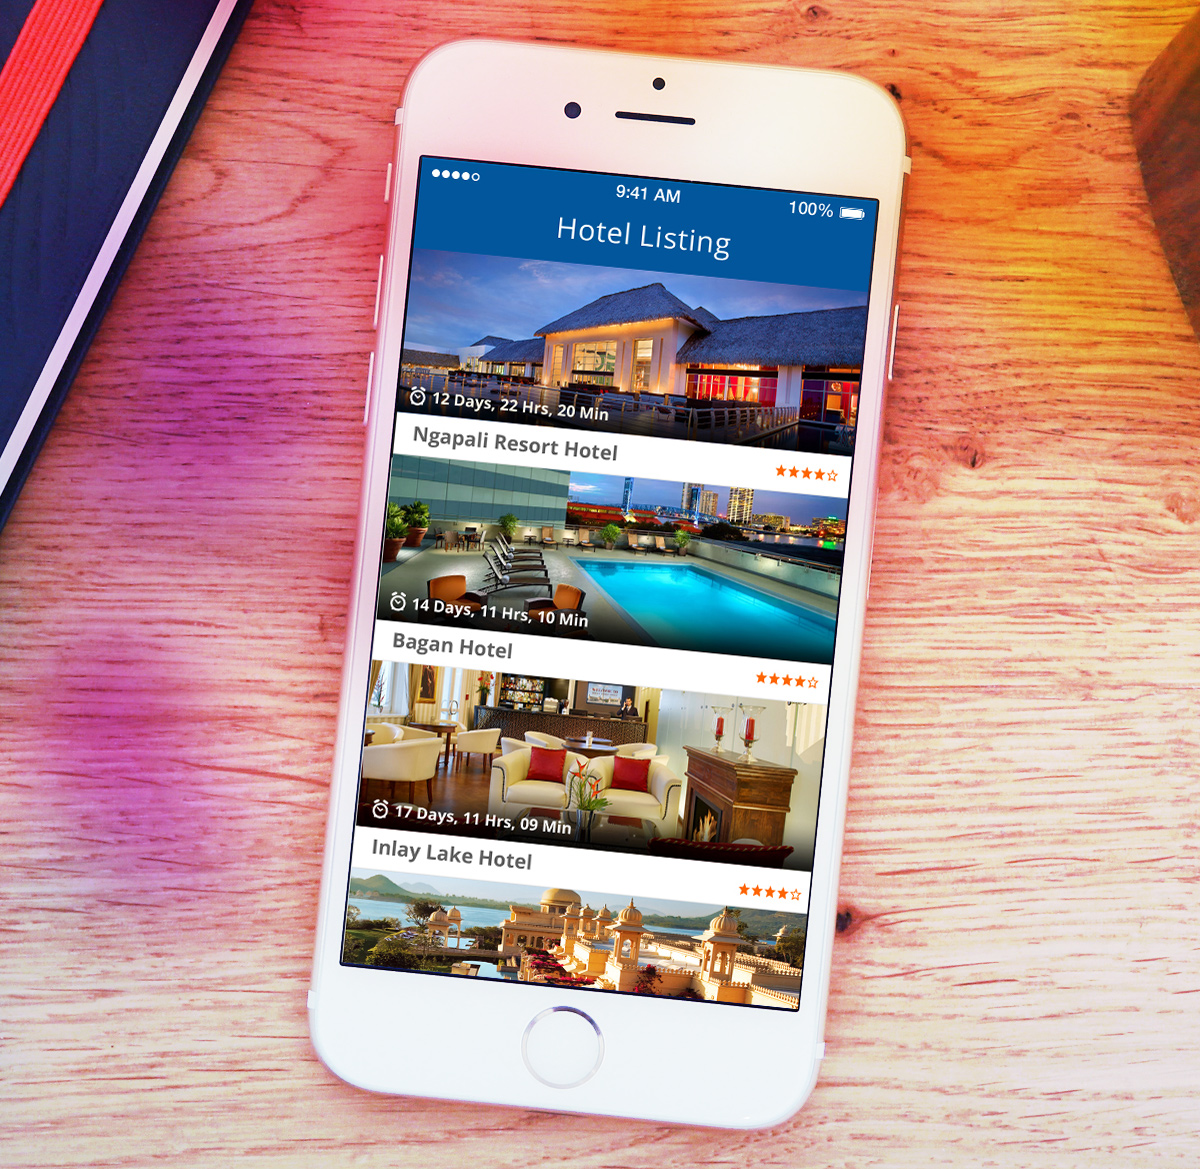 9:41 AM
100%
Hotel Listing
12 Days, 22 Hrs, 20 Min
Ngapali Resort Hotel
14 Days, 11 Hrs, 10 Min
Bagan Hotel
17 Days, 11 Hrs, 09 Min
Inlay Lake Hotel